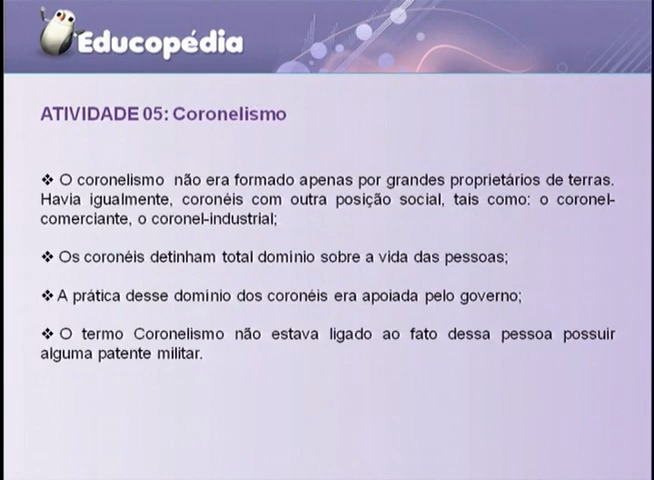 Educopédia
ATIVIDADE 05: Coronelismo
❖ O coronelismo não era formado apenas por grandes proprietários de terras.
Havia igualmente, coronéis com outra posição social, tais como: o coronel-
comerciante, o coronel-industrial;
❖ Os coronéis detinham total domínio sobre a vida das pessoas;
❖ A prática desse domínio dos coronéis era apoiada pelo governo;
❖ O termo Coronelismo não estava ligado ao fato dessa pessoa possuir
alguma patente militar.